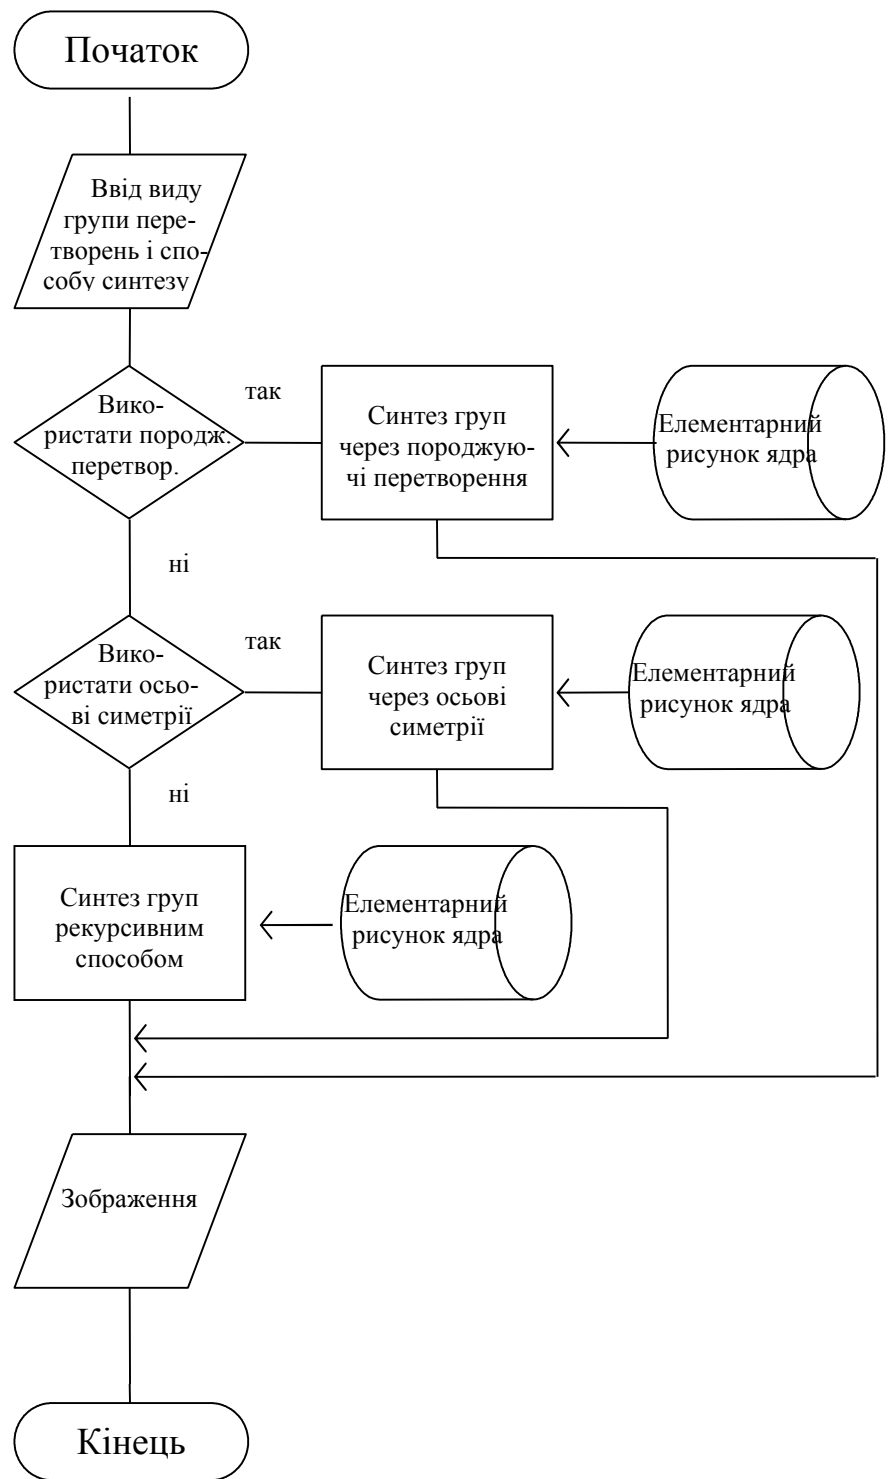 Початок
Ввід виду
групи пере-
творень і спо-
собу синтезу
Вико-
ристати породж.
перетвор.
так
Синтез груп
через породжую-
чі перетворення
Елементарний
рисунок ядра
ні
Вико-
ристати осьо-
ві симетрії
так
Синтез груп
через осьові
симетрії
Елементарний
рисунок ядра
ні
Синтез груп
рекурсивним
способом
Елементарний
рисунок ядра
Зображення
Кінець